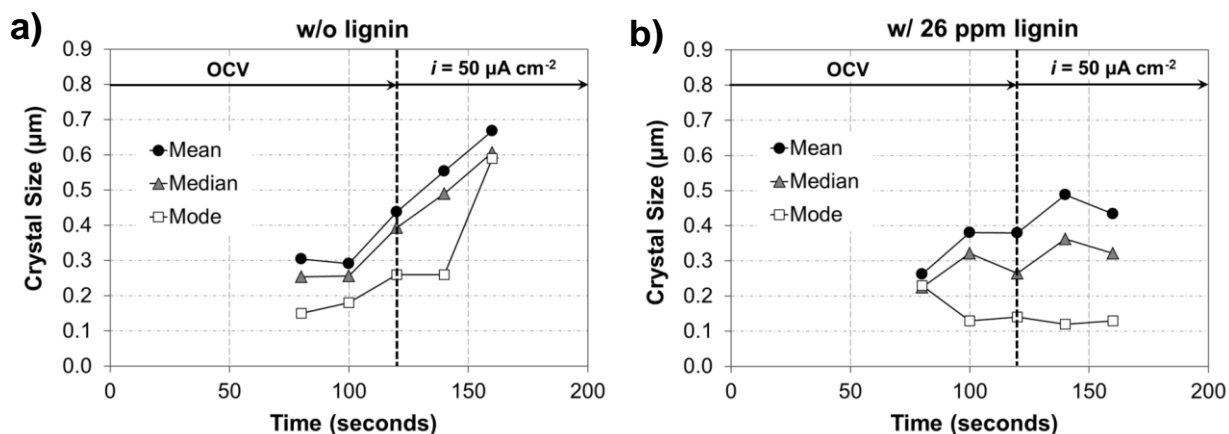 a)
w/o lignin
0.9
0.8
0.7
0.6
0.5
0.4
0.3
0.2
0.1
0.0
Crystal Size (µm)
OCV
i = 50 µA cm-2
Mean
Median
Mode
0
50
100
150
200
Time (seconds)
b)
w/ 26 ppm lignin
0.9
0.8
0.7
0.6
0.5
0.4
0.3
0.2
0.1
0.0
Crystal Size (µm)
OCV
i = 50 µA cm-2
Mean
Median
Mode
0
50
100
150
200
Time (seconds)